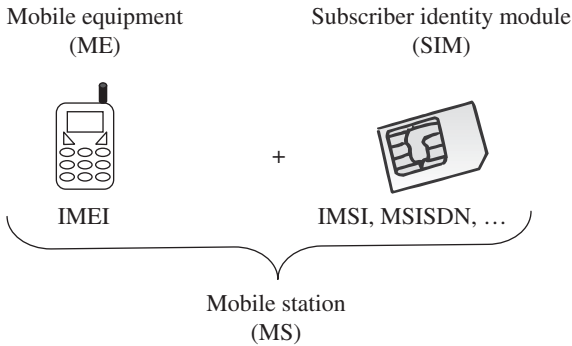 Mobile equipment
(ME)
Subscriber identity module
(SIM)
+
IMEI
IMSI, MSISDN, …
Mobile station
(MS)